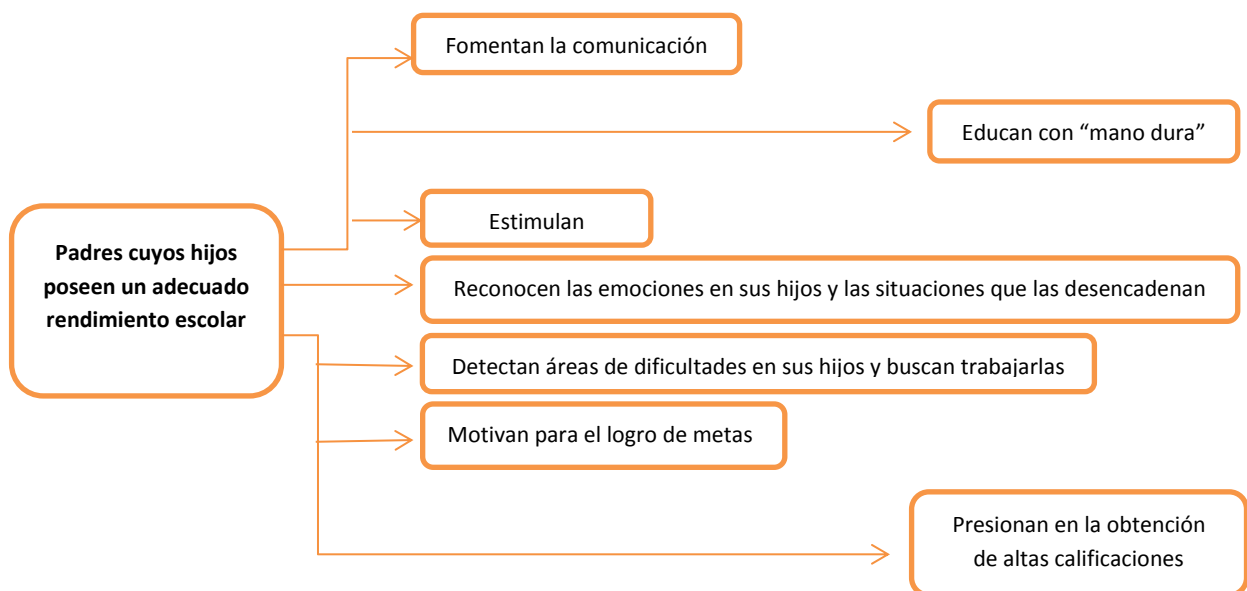 Fomentan la comunicación
Educan con “mano dura”
Estimulan
Padres cuyos hijos
poseen un adecuado
rendimiento escolar
Reconocen las emociones en sus hijos y las situaciones que las desencadenan
Detectan áreas de dificultades en sus hijos y buscan trabajarlas
Motivan para el logro de metas
Presionan en la obtención
de altas calificaciones